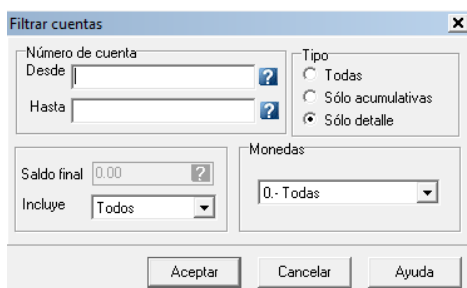 Filtrar cuentas
Número de cuenta
Desde
?
Hasta
?
Tipo
Todas
Sólo acumulativas
Sólo detalle
Saldo final 0.00 ?
Incluye Todos
Monedas
0.- Todas
Aceptar Cancelar Ayuda